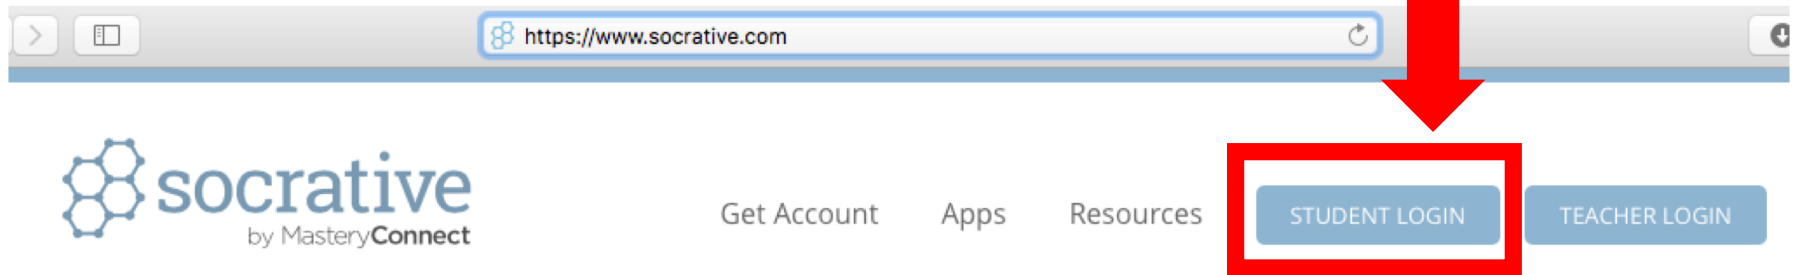 https://www.socrative.com
socrative
by MasteryConnect
Get Account Apps Resources STUDENT LOGIN TEACHER LOGIN